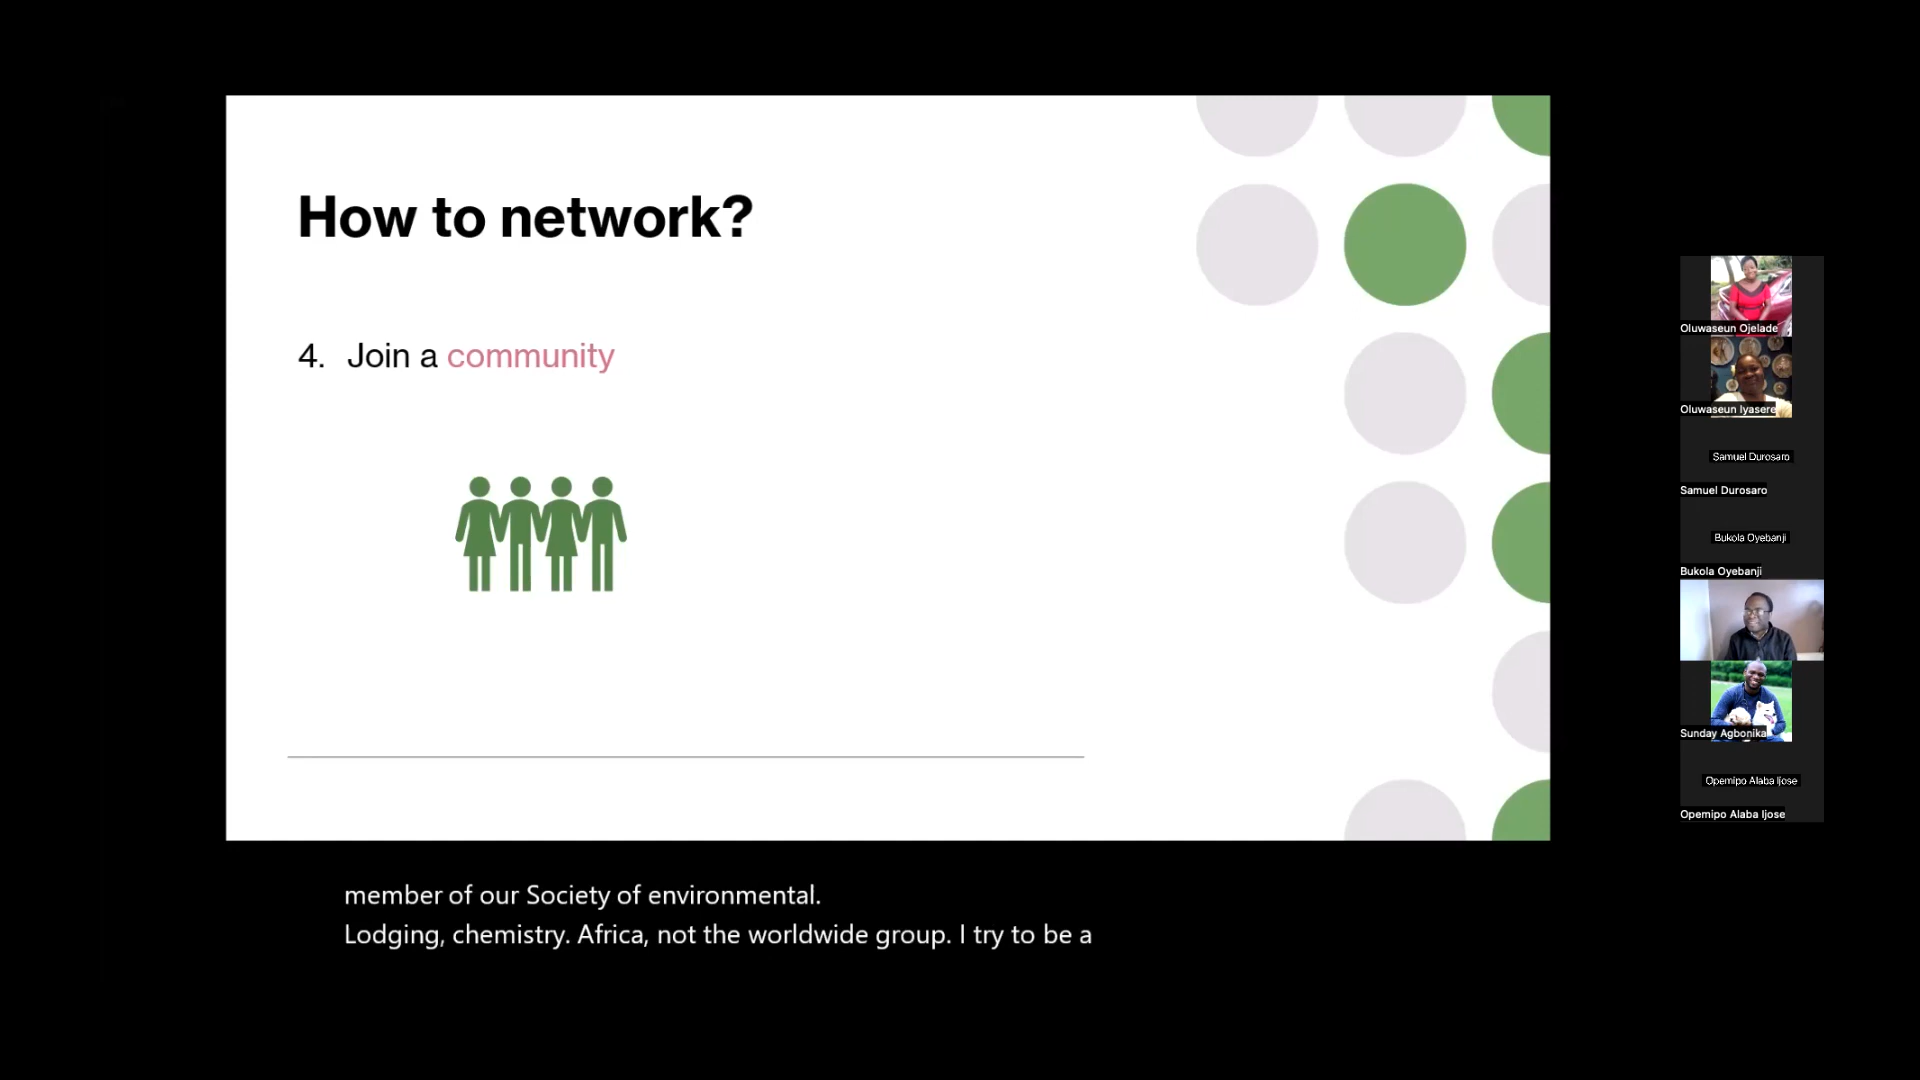 How to network?
4. Join a community
member of our Society of environmental.
Lodging, chemistry. Africa, not the worldwide group. I try to be a
Oluwaseun Ojelade
Oluwaseun Iyasere
Samuel Durosaro
Samuel Durosaro
Bukola Oyebanji
Bukola Oyebanji
Sunday Agbonika
Opemipo Alaba Ijose
Opemipo Alaba Ijose